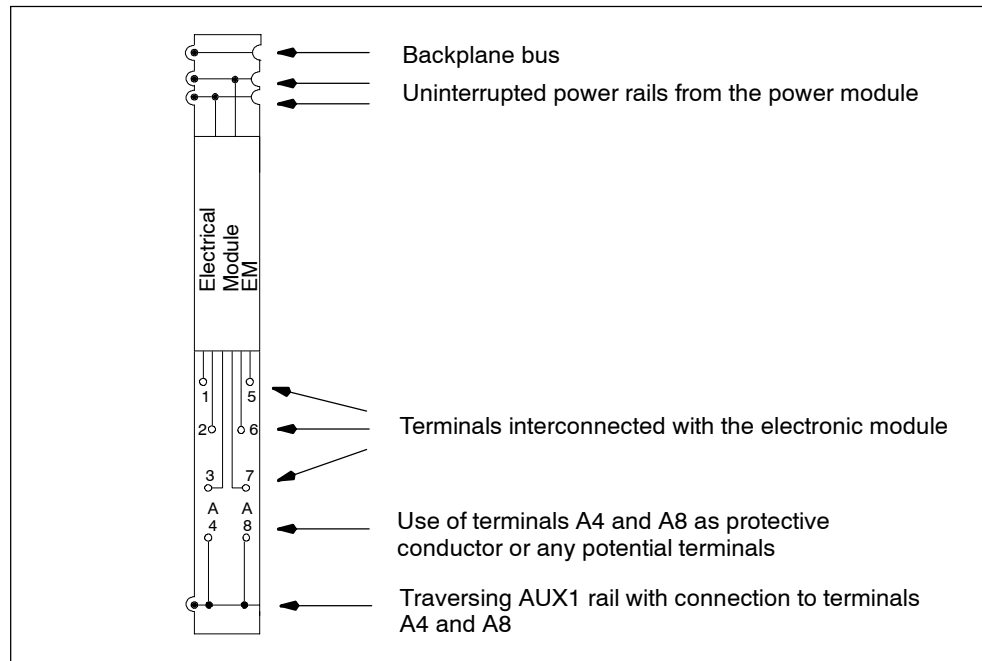 Backplane bus
Uninterrupted power rails from the power module
Electrical
Module
EM
1
5
2
6
Terminals interconnected with the electronic module
3
7
A
A
4
8
Use of terminals A4 and A8 as protective
conductor or any potential terminals
Traversing AUX1 rail with connection to terminals
A4 and A8